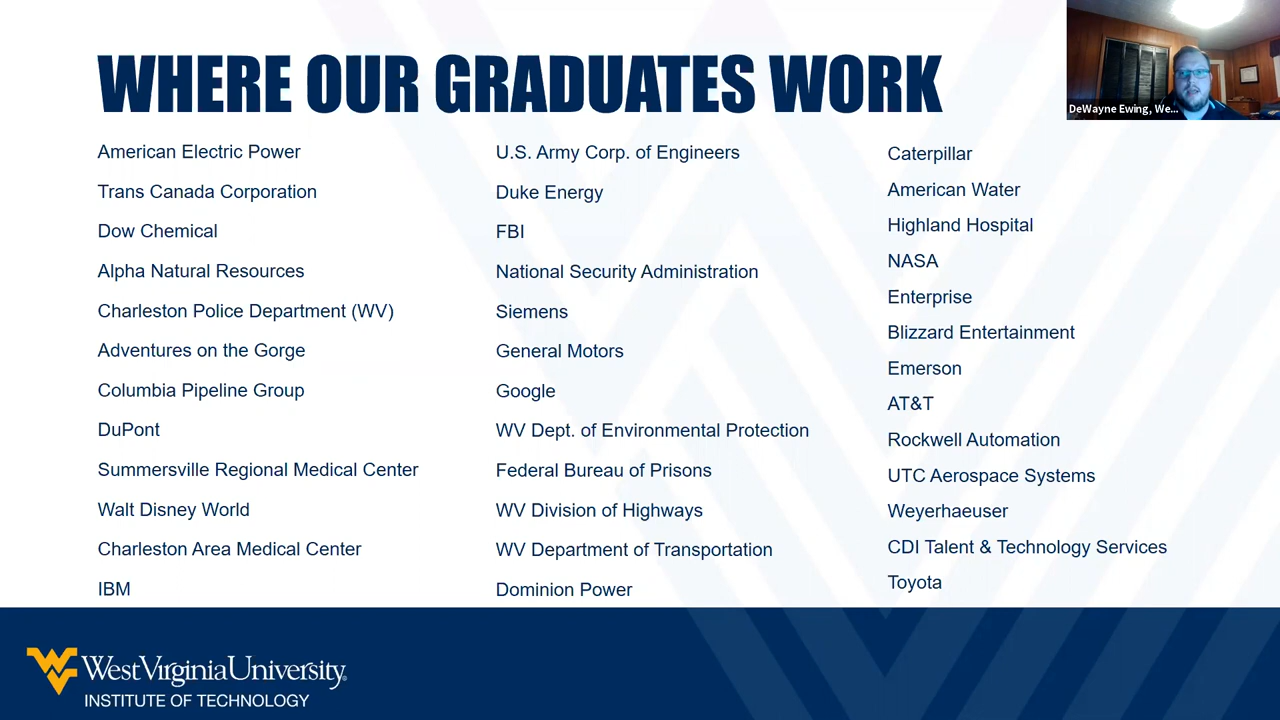 WHERE OUR GRADUATES WORK
DeWayne Ewing, We...
American Electric Power
Trans Canada Corporation
Dow Chemical
Alpha Natural Resources
Charleston Police Department (WV)
Adventures on the Gorge
Columbia Pipeline Group
DuPont
Summersville Regional Medical Center
Walt Disney World
Charleston Area Medical Center
IBM
U.S. Army Corp. of Engineers
Duke Energy
FBI
National Security Administration
Siemens
General Motors
Google
WV Dept. of Environmental Protection
Federal Bureau of Prisons
WV Division of Highways
WV Department of Transportation
Dominion Power
Caterpillar
American Water
Highland Hospital
NASA
Enterprise
Blizzard Entertainment
Emerson
AT&T
Rockwell Automation
UTC Aerospace Systems
Weyerhaeuser
CDI Talent & Technology Services
Toyota
WV West Virginia University®
INSTITUTE OF TECHNOLOGY